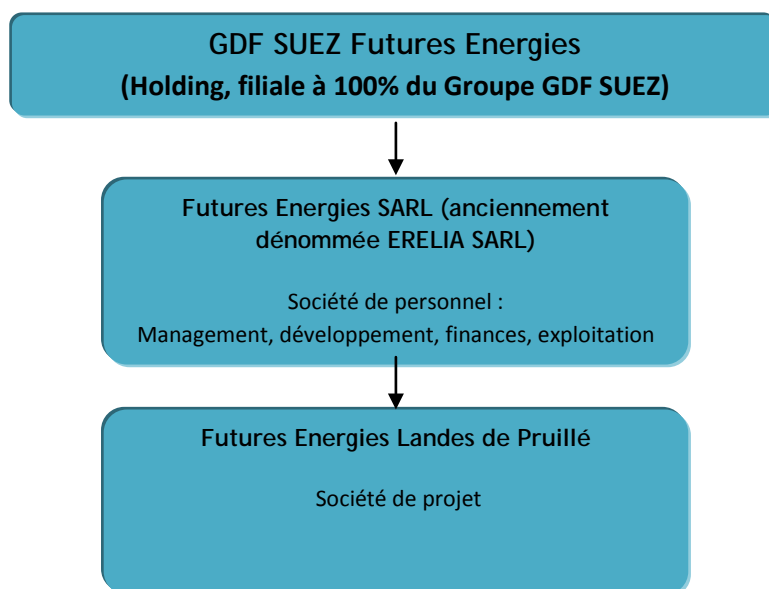 GDF SUEZ Futures Energies
(Holding, filiale à 100% du Groupe GDF SUEZ)
Futures Energies SARL (anciennement
dénommée ERELIA SARL)
Société de personnel :
Management, développement, finances, exploitation
Futures Energies Landes de Pruillé
Société de projet